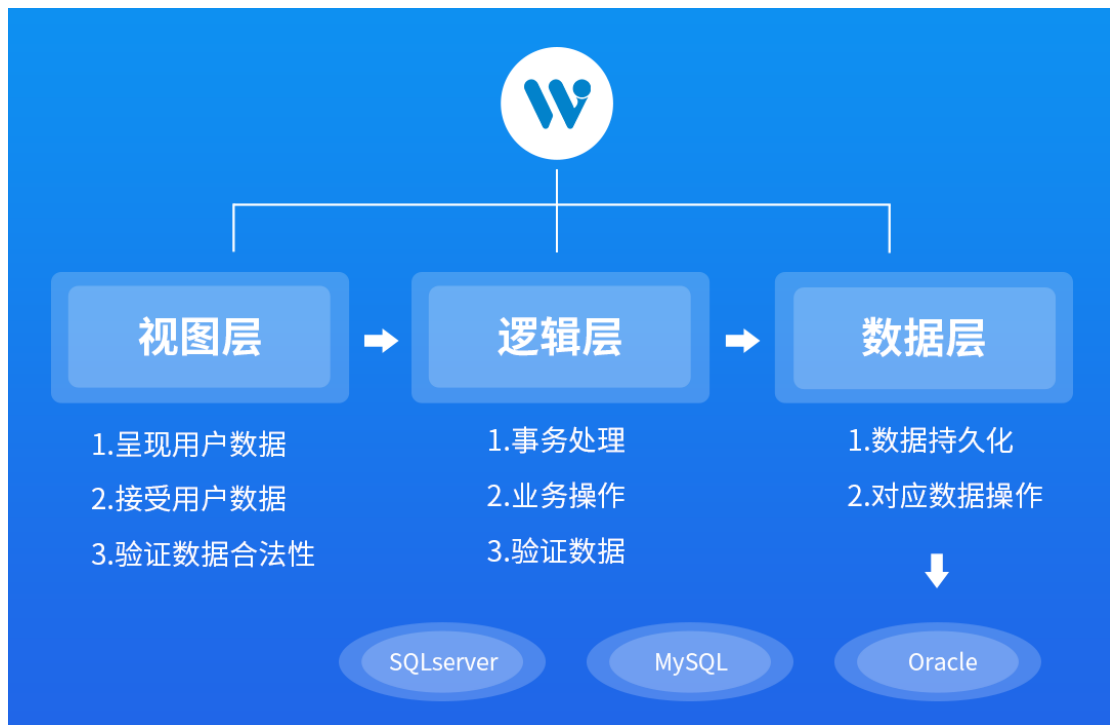 视图层
1.呈现用户数据
2.接受用户数据
3.验证数据合法性
逻辑层
1.事务处理
2.业务操作
3.验证数据
数据层
1.数据持久化
2.对应数据操作
SQLserver
MySQL
Oracle